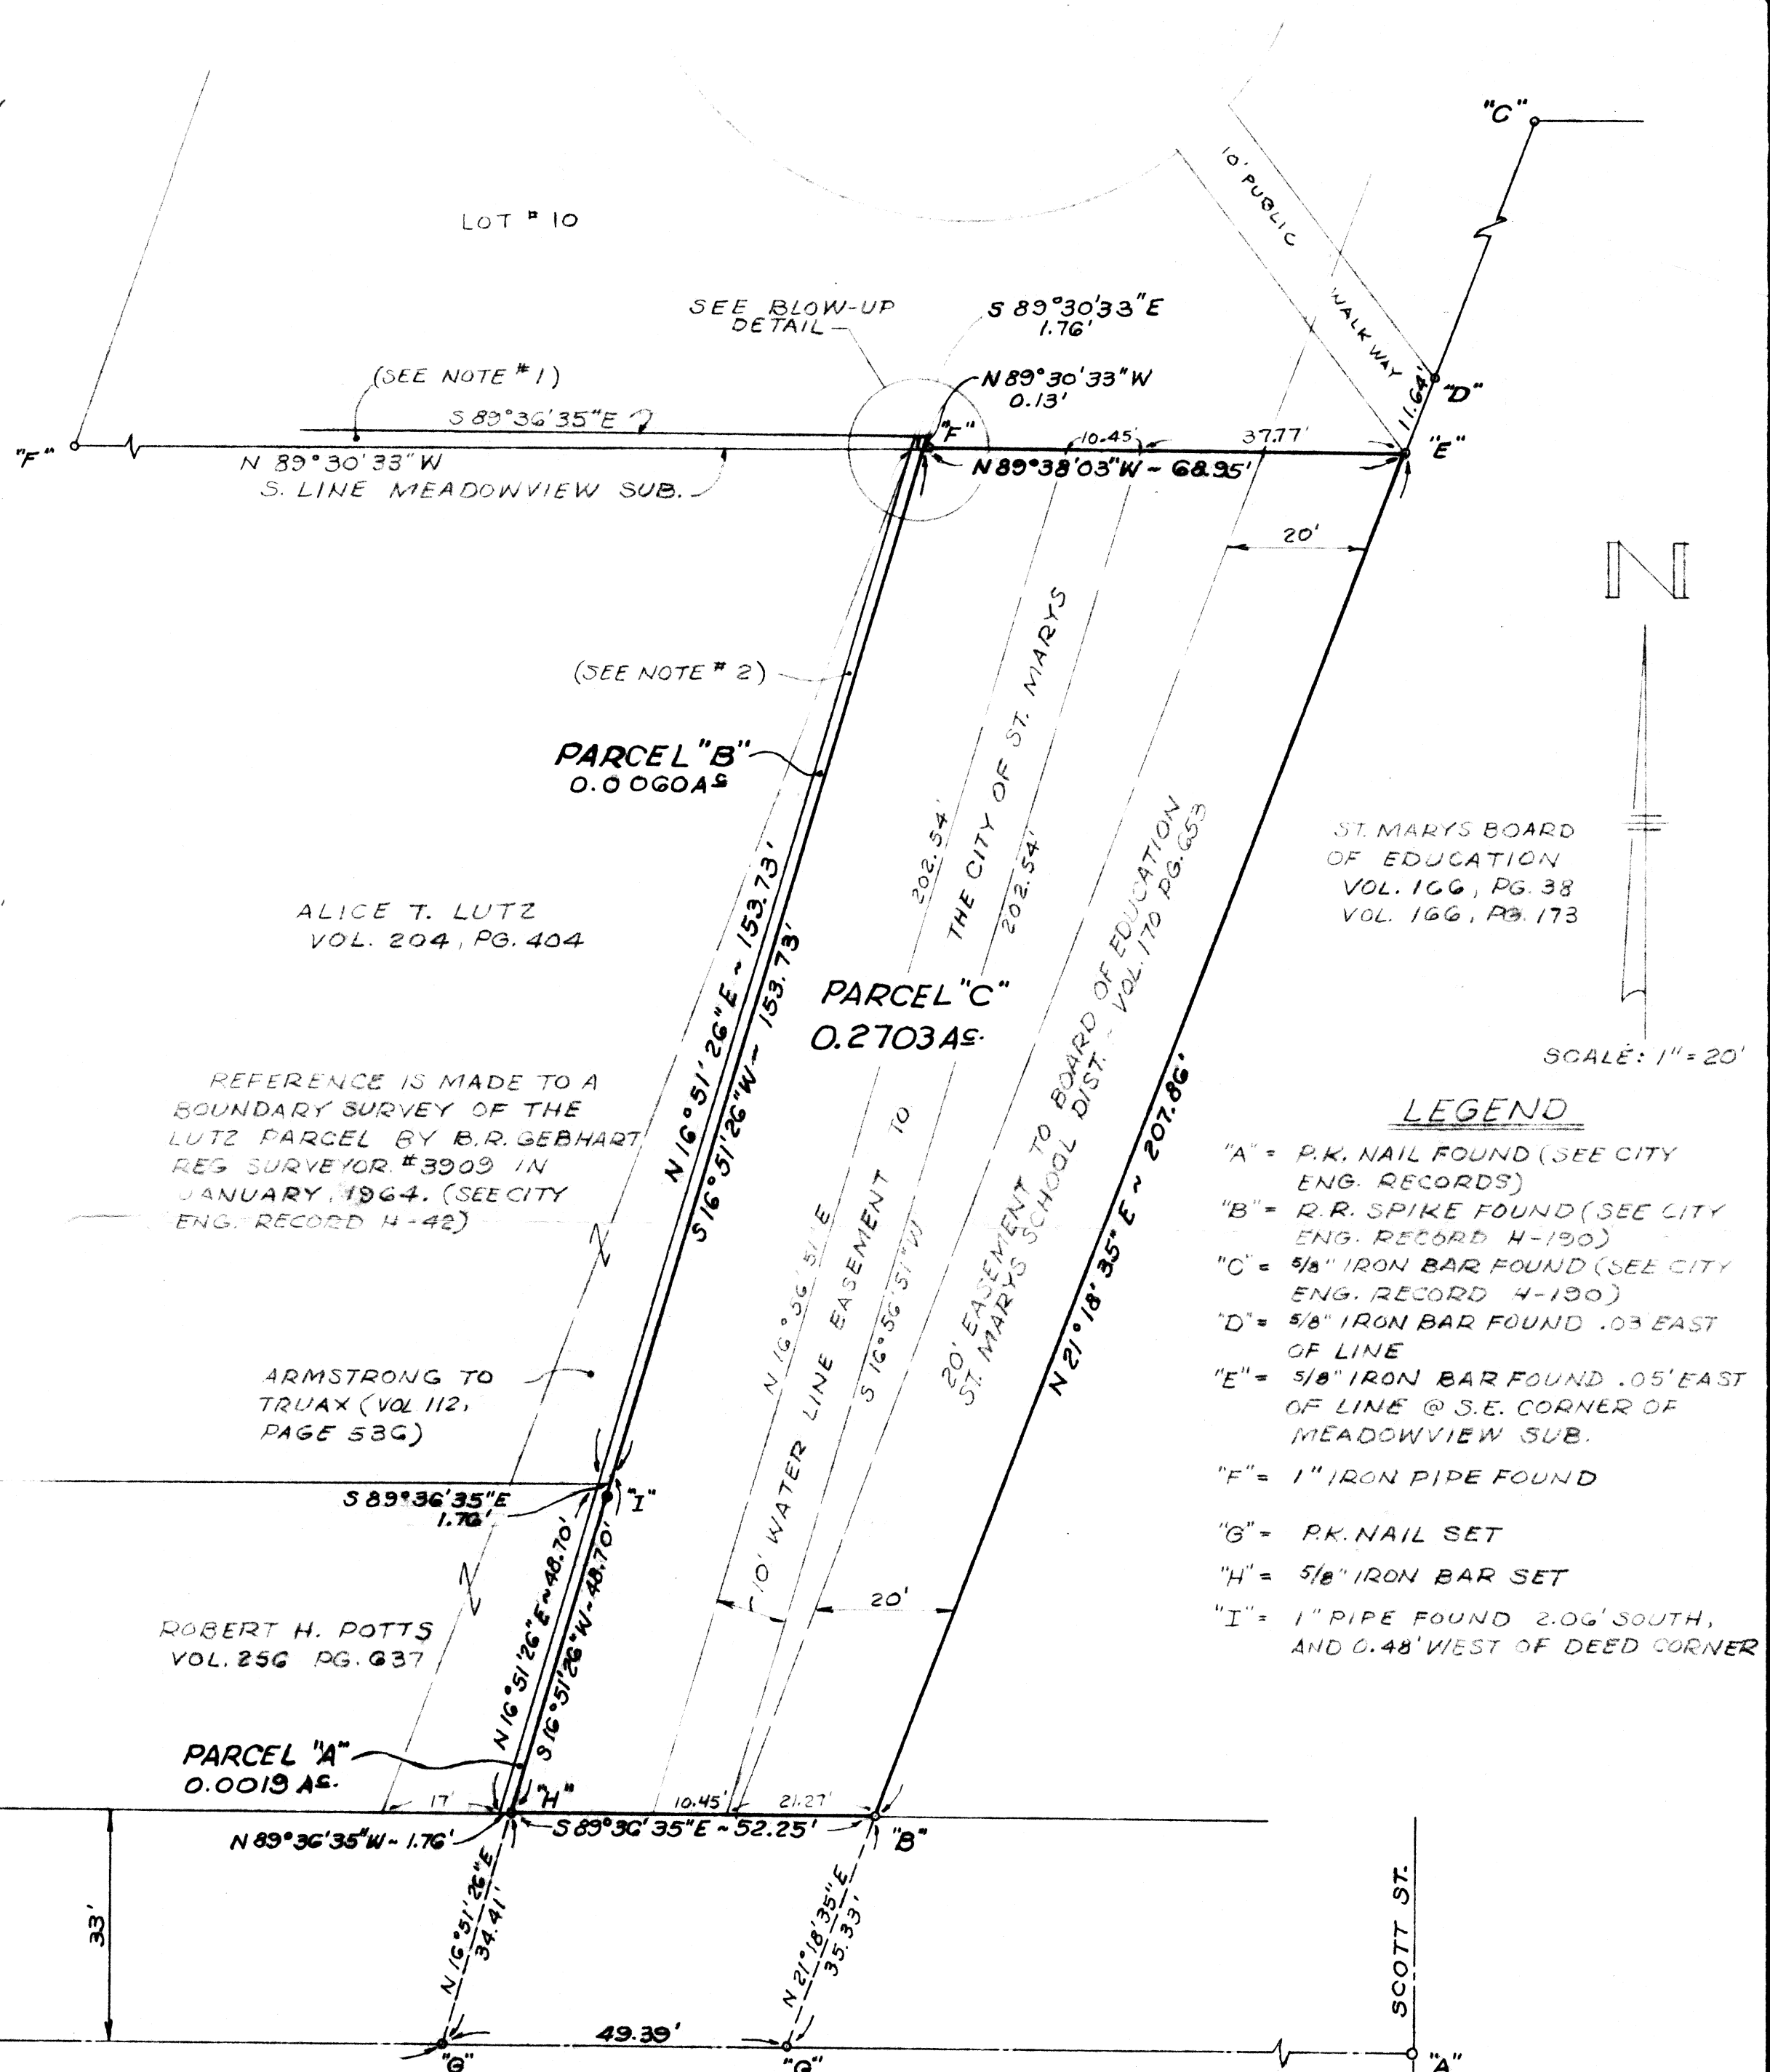 "C"
10' PUBLIC
WALK WAY
LOT # 10
SEE BLOW-UP
DETAIL
S 89°30'33"E
1.76'
(SEE NOTE #1)
N 89°30'33"W
0.13'
11.64'
"D"
S 89°36'35"E
"F"
"F"
10.45'
37.77'
"E"
N 89°30'33"W
N 89°38'03"W ~ 68.95'
S. LINE MEADOWVIEW SUB.
20'
N
(SEE NOTE # 2)
PARCEL "B"
0.0060 Ac
202.54'
THE CITY OF ST. MARYS
202.54'
ST. MARYS BOARD
OF EDUCATION
VOL. 166, PG. 38
VOL. 166, PG. 173
ALICE T. LUTZ
VOL. 204, PG. 404
N 16°51'26"E ~ 153.73'
S 16°51'26"W ~ 153.73'
PARCEL "C"
0.2703 Ac.
SCALE: 1" = 20'
REFERENCE IS MADE TO A
BOUNDARY SURVEY OF THE
LUTZ PARCEL BY B.R. GEBHART
REG SURVEYOR #3909 IN
JANUARY, 1964. (SEE CITY
ENG. RECORD H-42)
N 16°56'51"E
10' WATER LINE EASEMENT TO
S 16°56'51"W
20' EASEMENT TO BOARD OF EDUCATION
ST. MARYS SCHOOL DIST. - VOL. 170 PG. 653
N 21°18'35"E ~ 207.86'
LEGEND
"A" = P.K. NAIL FOUND (SEE CITY
ENG. RECORDS)
"B" = R.R. SPIKE FOUND (SEE CITY
ENG. RECORD H-190)
"C" = 5/8" IRON BAR FOUND (SEE CITY
ENG. RECORD H-190)
"D" = 5/8" IRON BAR FOUND .03 EAST
OF LINE
"E" = 5/8" IRON BAR FOUND .05' EAST
OF LINE @ S.E. CORNER OF
MEADOWVIEW SUB.
"F" = 1" IRON PIPE FOUND
"G" = P.K. NAIL SET
"H" = 5/8" IRON BAR SET
"I" = 1" PIPE FOUND 2.06' SOUTH,
AND 0.48' WEST OF DEED CORNER
ARMSTRONG TO
TRUAX (VOL 112,
PAGE 536)
S 89°36'35"E
1.76'
"I"
N 16°51'26"E ~ 48.70'
S 16°51'26"W ~ 48.70'
20'
ROBERT H. POTTS
VOL. 256 PG. 637
PARCEL "A"
0.0019 Ac.
17'
"H"
10.45'
21.27'
N 89°36'35"W ~ 1.76'
S 89°36'35"E ~ 52.25'
"B"
33'
N 16°51'26"E
34.41'
N 21°18'35"E
35.33'
SCOTT ST.
49.39'
"G"
"G"
"A"